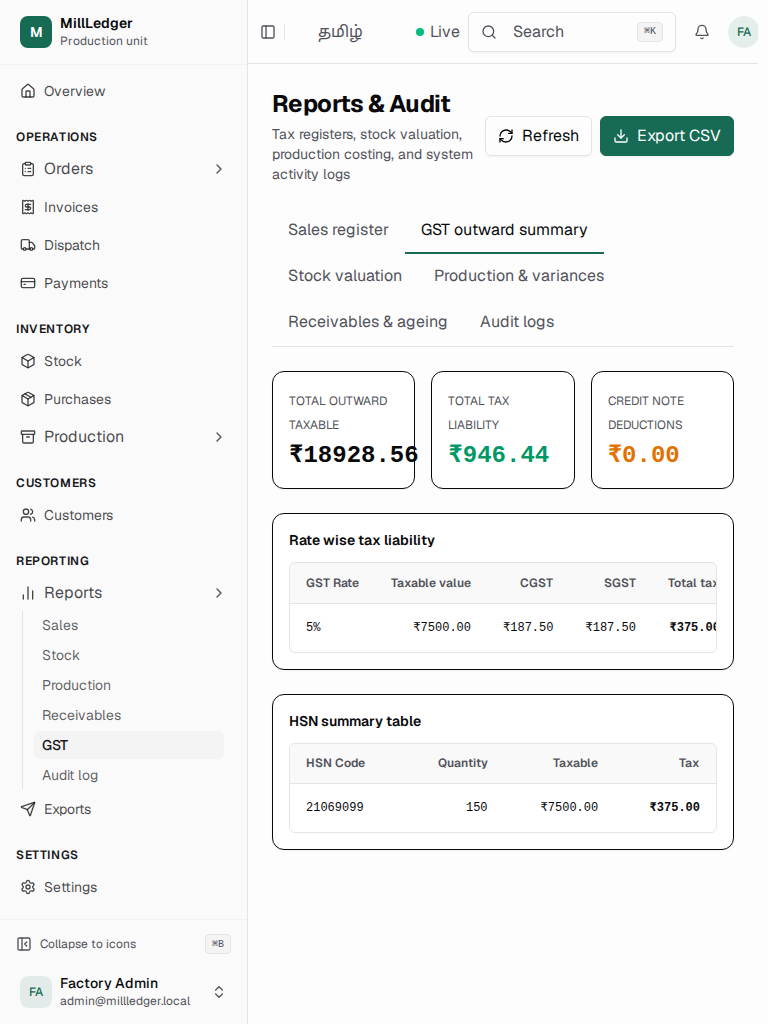 M
MillLedger
Production unit
Overview
OPERATIONS
Orders
Invoices
Dispatch
Payments
INVENTORY
Stock
Purchases
Production
CUSTOMERS
Customers
REPORTING
Reports
Sales
Stock
Production
Receivables
GST
Audit log
Exports
SETTINGS
Settings
Collapse to icons ⌘B
FA
Factory Admin
admin@millledger.local
தமிழ் Live Search ⌘K FA
Reports & Audit
Tax registers, stock valuation,
production costing, and system
activity logs
Refresh Export CSV
Sales register GST outward summary
Stock valuation Production & variances
Receivables & ageing Audit logs
TOTAL OUTWARD
TAXABLE
₹18928.56
TOTAL TAX
LIABILITY
₹946.44
CREDIT NOTE
DEDUCTIONS
₹0.00
Rate wise tax liability
GST Rate Taxable value CGST SGST Total tax
5% ₹7500.00 ₹187.50 ₹187.50 ₹375.00
HSN summary table
HSN Code Quantity Taxable Tax
21069099 150 ₹7500.00 ₹375.00